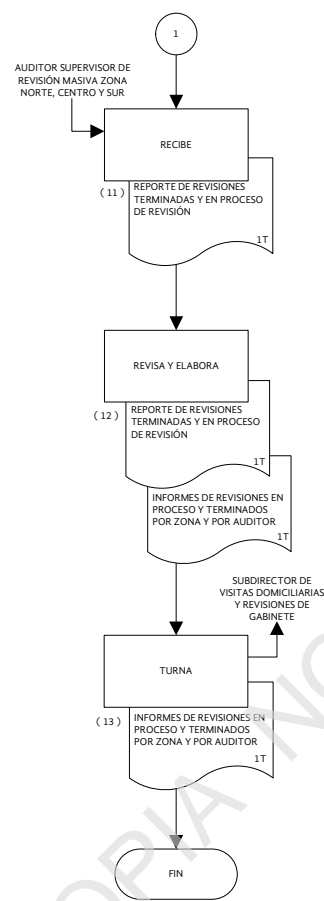 1
AUDITOR SUPERVISOR DE
REVISIÓN MASIVA ZONA
NORTE, CENTRO Y SUR
RECIBE
( 11 )
REPORTE DE REVISIONES
TERMINADAS Y EN PROCESO
DE REVISIÓN
1T
REVISA Y ELABORA
( 12 )
REPORTE DE REVISIONES
TERMINADAS Y EN PROCESO
DE REVISIÓN
1T
INFORMES DE REVISIONES EN
PROCESO Y TERMINADOS
POR ZONA Y POR AUDITOR
1T
SUBDIRECTOR DE
VISITAS DOMICILIARIAS
Y REVISIONES DE
GABINETE
TURNA
( 13 )
INFORMES DE REVISIONES EN
PROCESO Y TERMINADOS
POR ZONA Y POR AUDITOR
1T
FIN
OPIA NO